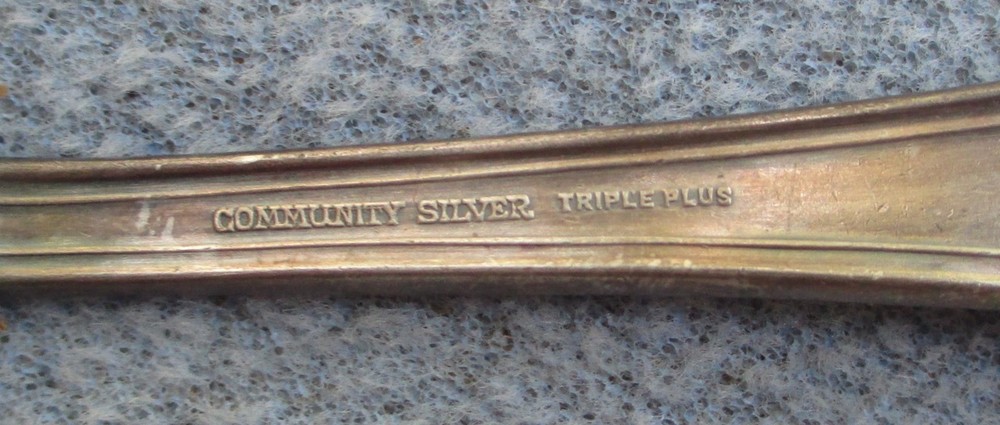 COMMUNITY SILVER. TRIPLE PLUS